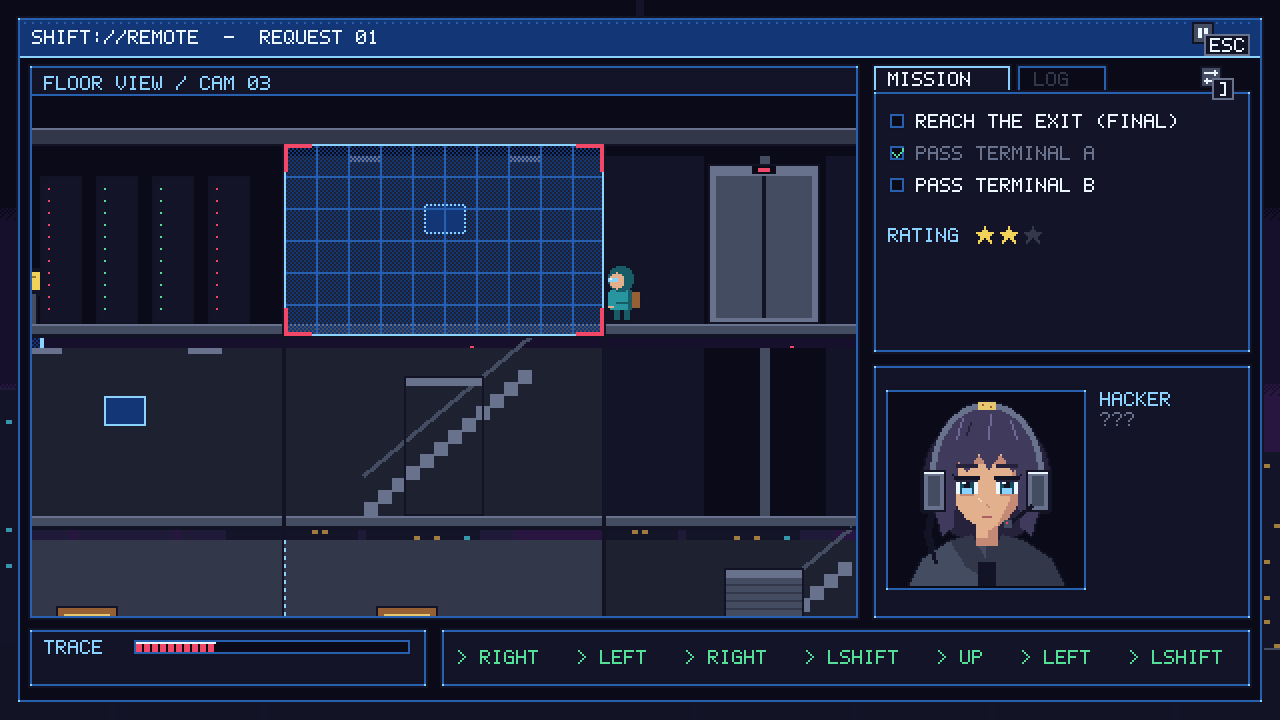 SHIFT://REMOTE - REQUEST 01
ESC
FLOOR VIEW / CAM 03
MISSION
LOG
]
REACH THE EXIT (FINAL)
PASS TERMINAL A
PASS TERMINAL B
RATING
HACKER
???
TRACE
> RIGHT > LEFT > RIGHT > LSHIFT > UP > LEFT > LSHIFT